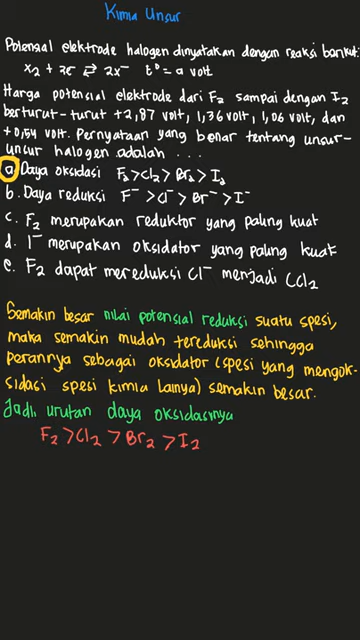 Kimia Unsur
Potensial elektrode halogen dinyatakan dengan reaksi berikut:
X₂ + 2e ⇄ 2X⁻ E° = a volt
Harga potensial elektrode dari F₂ sampai dengan I₂
berturut-turut +2,87 volt, 1,36 volt, 1,06 volt, dan
+0,54 volt. Pernyataan yang benar tentang unsur-
unsur halogen adalah ...
a. Daya oksidasi F₂ > Cl₂ > Br₂ > I₂
b. Daya reduksi F⁻ > Cl⁻ > Br⁻ > I⁻
c. F₂ merupakan reduktor yang paling kuat
d. I⁻ merupakan oksidator yang paling kuat
e. F₂ dapat mereduksi Cl⁻ menjadi CCl₂
Semakin besar nilai potensial reduksi suatu spesi,
maka semakin mudah tereduksi sehingga
perannya sebagai oksidator (spesi yang mengok-
sidasi spesi kimia lainya) semakin besar.
Jadi urutan daya oksidasinya
F₂ > Cl₂ > Br₂ > I₂